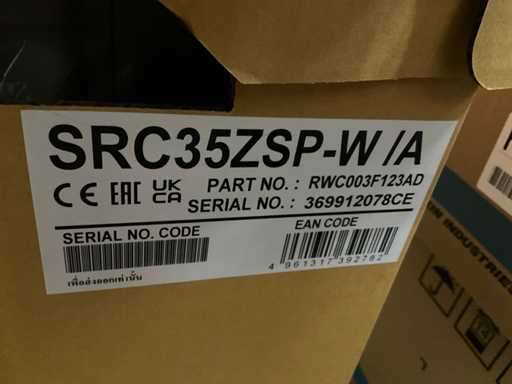 SRC35ZSP-W /A
CE EAC UK CA
PART NO. : RWC003F123AD
SERIAL NO. : 369912078CE
SERIAL NO. CODE
EAN CODE
4 961317 392782
เพื่อส่งออกเท่านั้น
INDUSTRIES